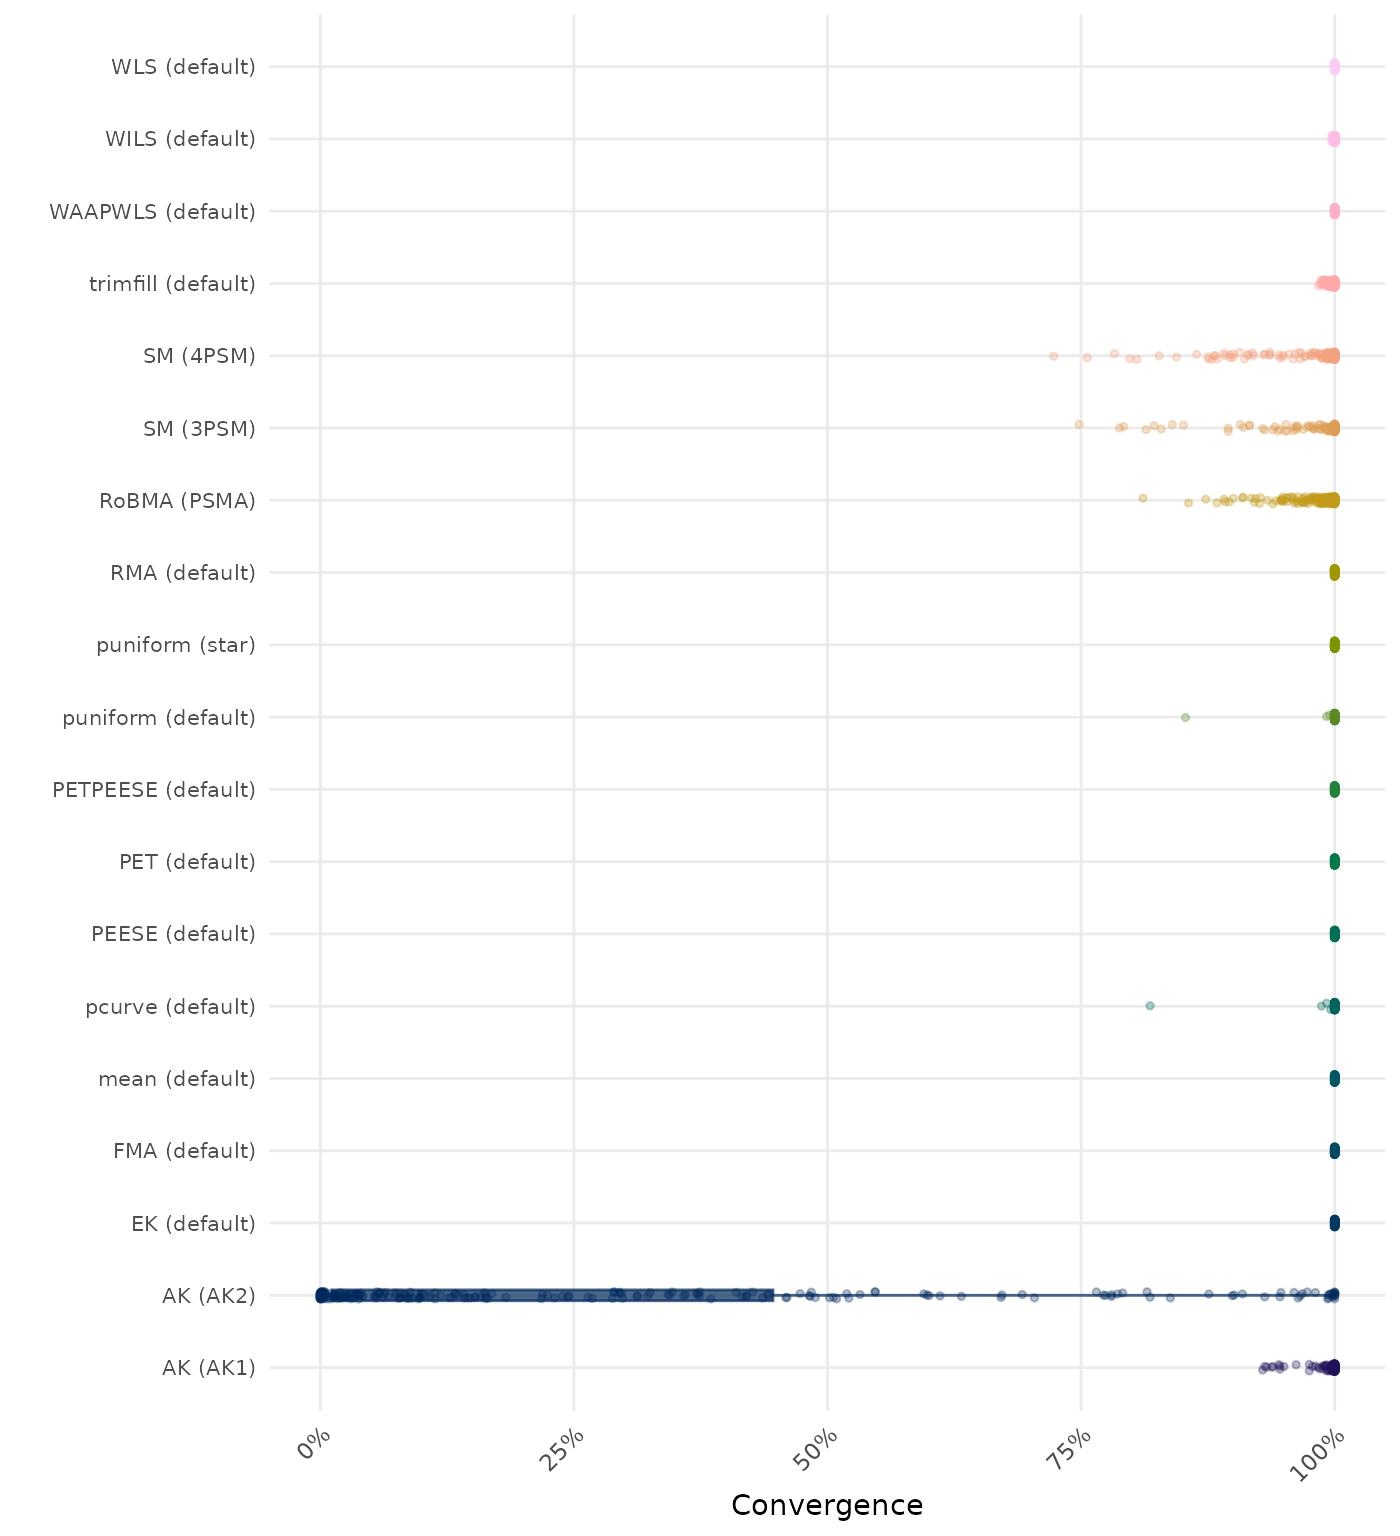 WLS (default)
WILS (default)
WAAPWLS (default)
trimfill (default)
SM (4PSM)
SM (3PSM)
RoBMA (PSMA)
RMA (default)
puniform (star)
puniform (default)
PETPEESE (default)
PET (default)
PEESE (default)
pcurve (default)
mean (default)
FMA (default)
EK (default)
AK (AK2)
AK (AK1)
0% 25% 50% 75% 100%
Convergence